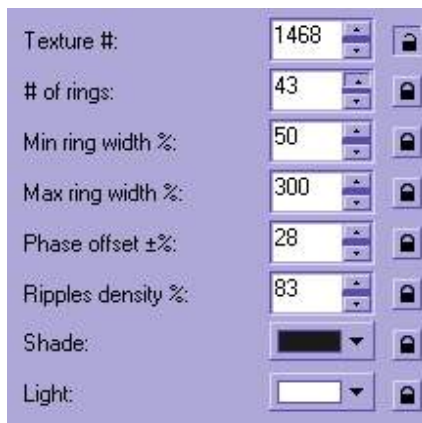 Texture #: 1468
# of rings: 43
Min ring width %: 50
Max ring width %: 300
Phase offset ±%: 28
Ripples density %: 83
Shade:
Light: